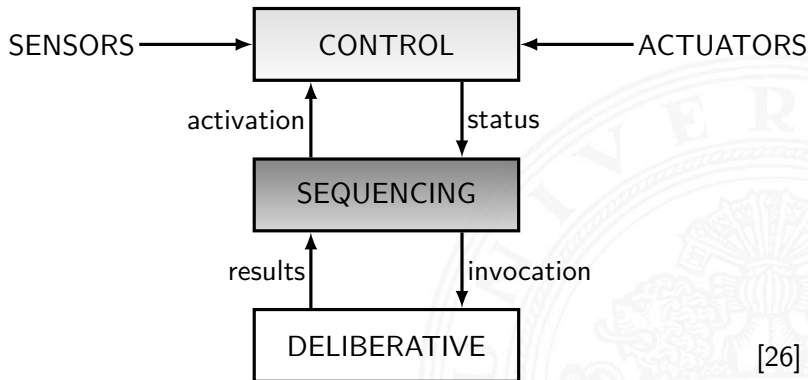 SENSORS CONTROL ACTUATORS
activation status
SEQUENCING
results invocation
DELIBERATIVE
[26]